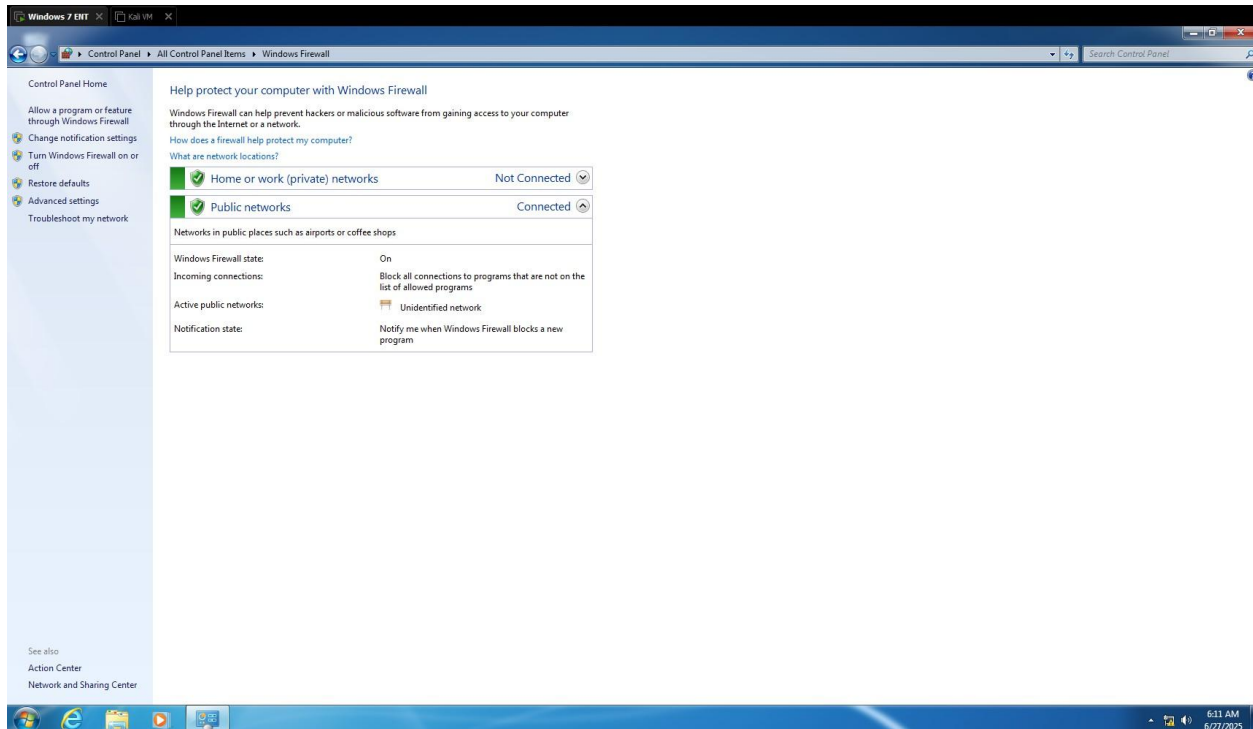 Windows 7 ENT
Kali VM
Control Panel
All Control Panel Items
Windows Firewall
Search Control Panel
Control Panel Home
Allow a program or feature
through Windows Firewall
Change notification settings
Turn Windows Firewall on or
off
Restore defaults
Advanced settings
Troubleshoot my network
See also
Action Center
Network and Sharing Center
Help protect your computer with Windows Firewall
Windows Firewall can help prevent hackers or malicious software from gaining access to your computer
through the Internet or a network.
How does a firewall help protect my computer?
What are network locations?
Home or work (private) networks Not Connected
Public networks Connected
Networks in public places such as airports or coffee shops
Windows Firewall state: On
Incoming connections: Block all connections to programs that are not on the
list of allowed programs
Active public networks: Unidentified network
Notification state: Notify me when Windows Firewall blocks a new
program
6:11 AM
6/27/2025